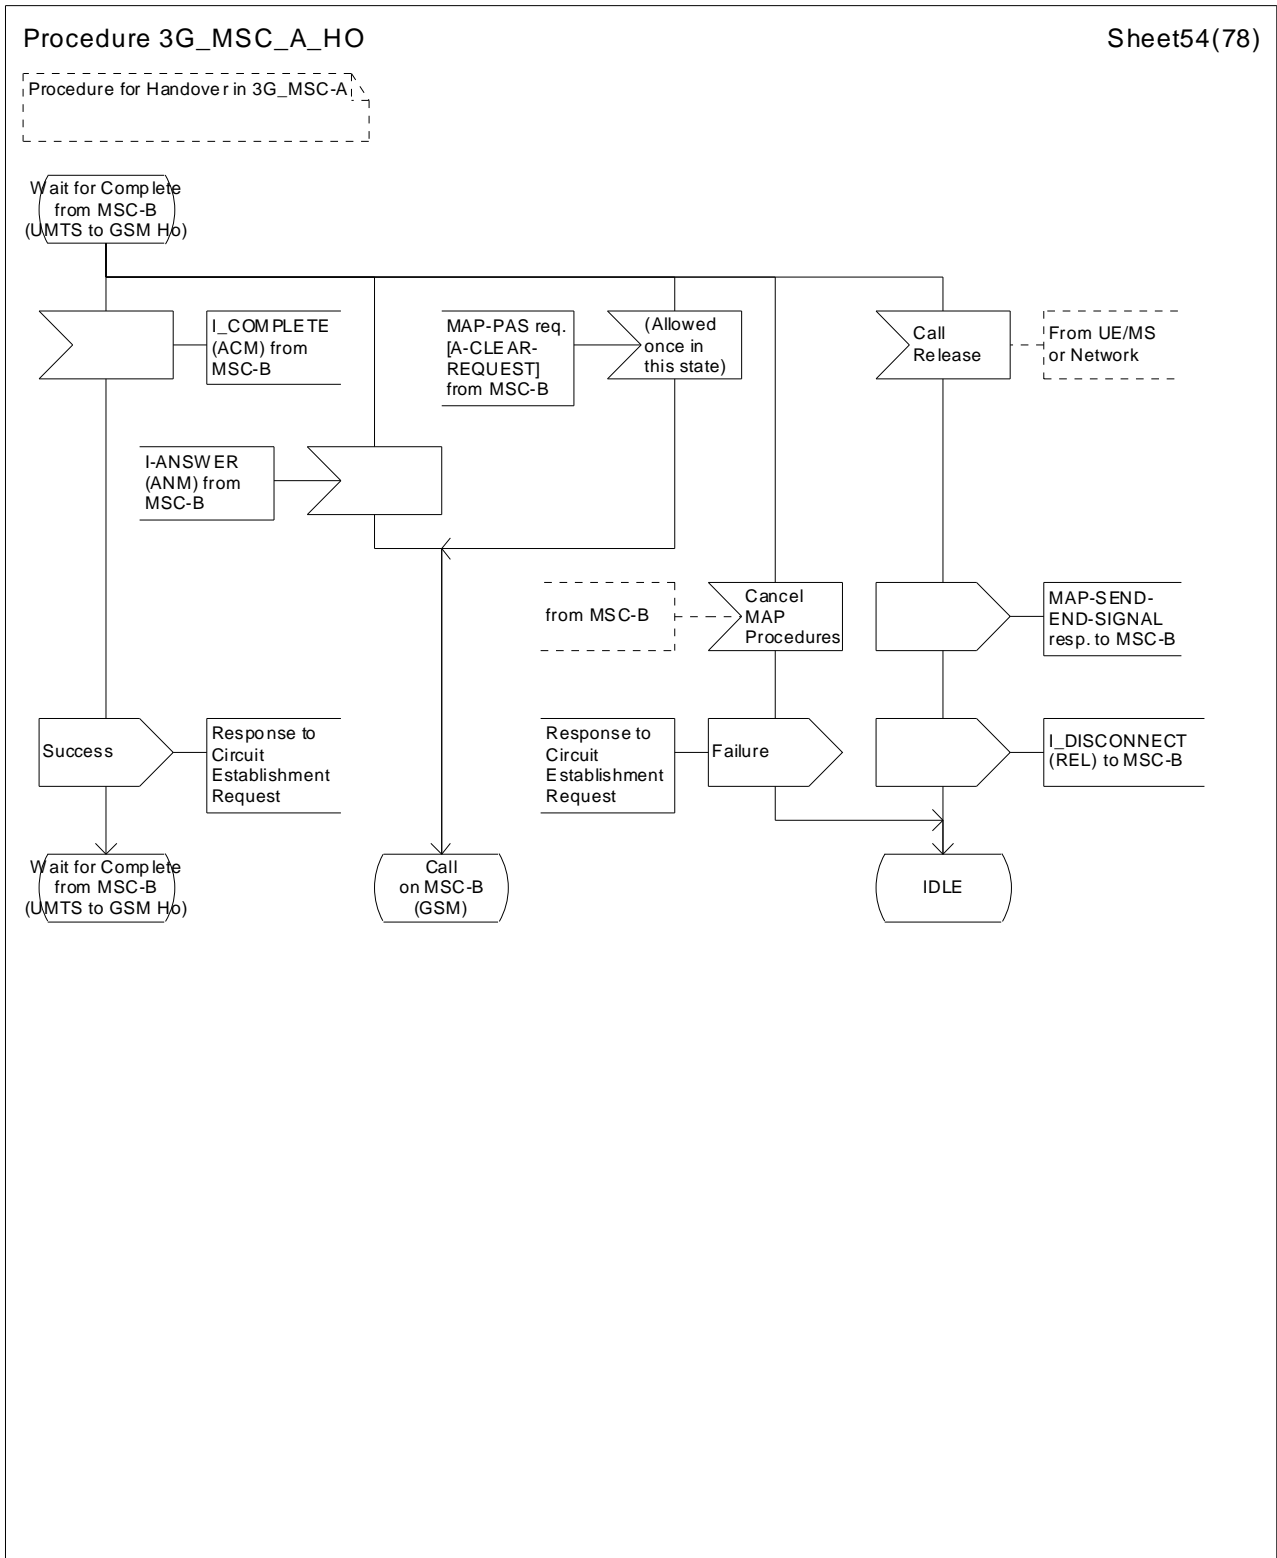 Procedure 3G_MSC_A_HO
Sheet54(78)
Procedure for Handover in 3G_MSC-A
Wait for Complete
from MSC-B
(UMTS to GSM Ho)
I_COMPLETE
(ACM) from
MSC-B
MAP-PAS req.
[A-CLEAR-
REQUEST]
from MSC-B
(Allowed
once in
this state)
Call
Release
From UE/MS
or Network
I-ANSWER
(ANM) from
MSC-B
from MSC-B
Cancel
MAP
Procedures
MAP-SEND-
END-SIGNAL
resp. to MSC-B
Success
Response to
Circuit
Establishment
Request
Response to
Circuit
Establishment
Request
Failure
I_DISCONNECT
(REL) to MSC-B
Wait for Complete
from MSC-B
(UMTS to GSM Ho)
Call
on MSC-B
(GSM)
IDLE